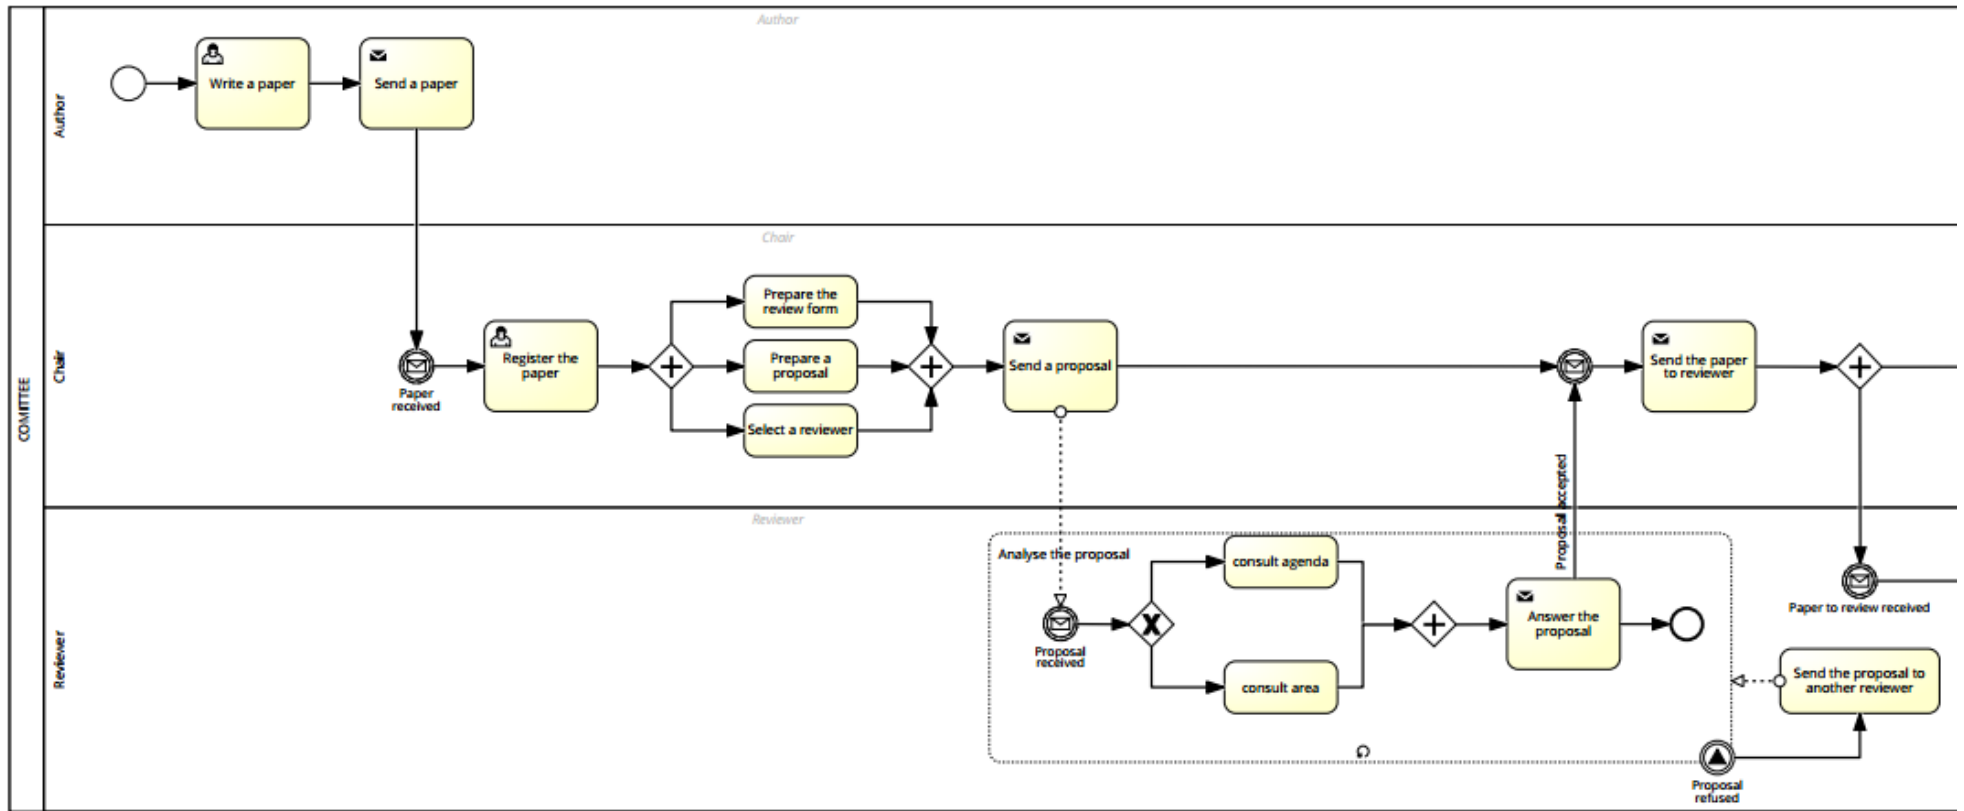 COMITTEE
Author
Author
Write a paper
Send a paper
Chair
Chair
Paper
received
Register the
paper
Prepare the
review form
Prepare a
proposal
Select a reviewer
Send a proposal
Send the paper
to reviewer
Proposal accepted
Reviewer
Reviewer
Analyse the proposal
Proposal
received
consult agenda
consult area
Answer the
proposal
Paper to review received
Send the proposal to
another reviewer
Proposal
refused